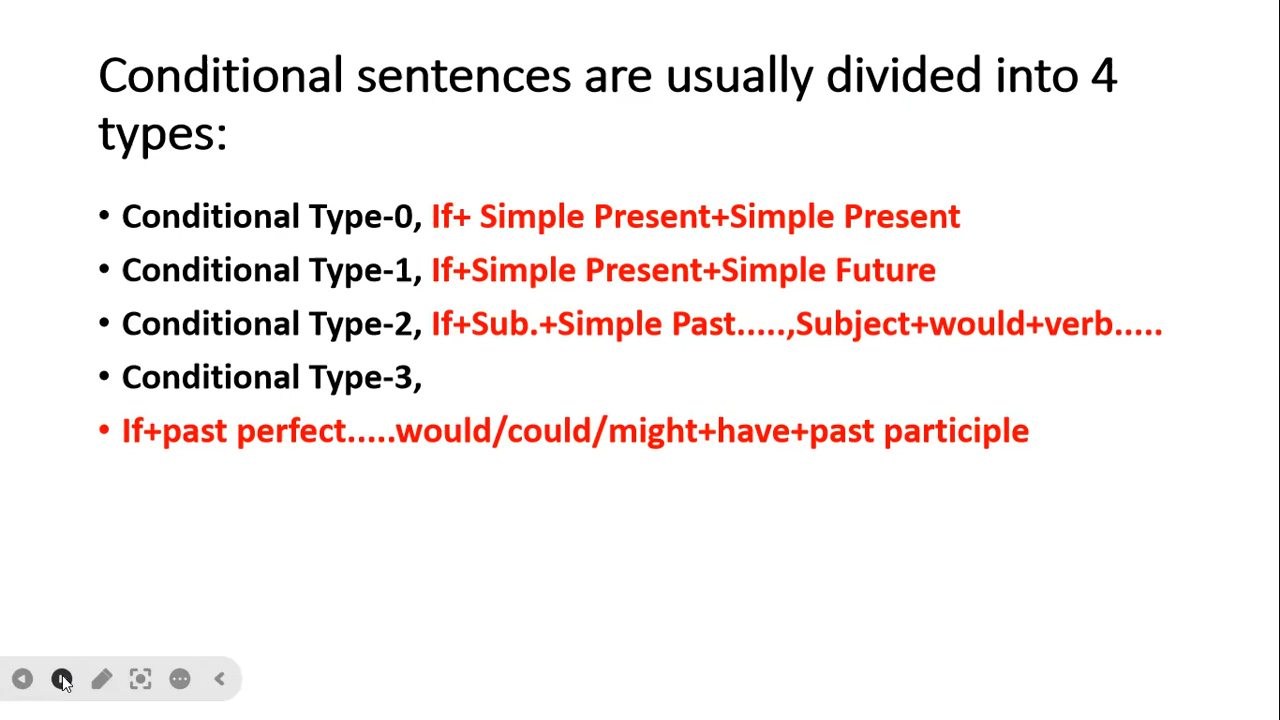 Conditional sentences are usually divided into 4
types:
• Conditional Type-0, If+ Simple Present+Simple Present
• Conditional Type-1, If+Simple Present+Simple Future
• Conditional Type-2, If+Sub.+Simple Past.....,Subject+would+verb.....
• Conditional Type-3,
• If+past perfect.....would/could/might+have+past participle